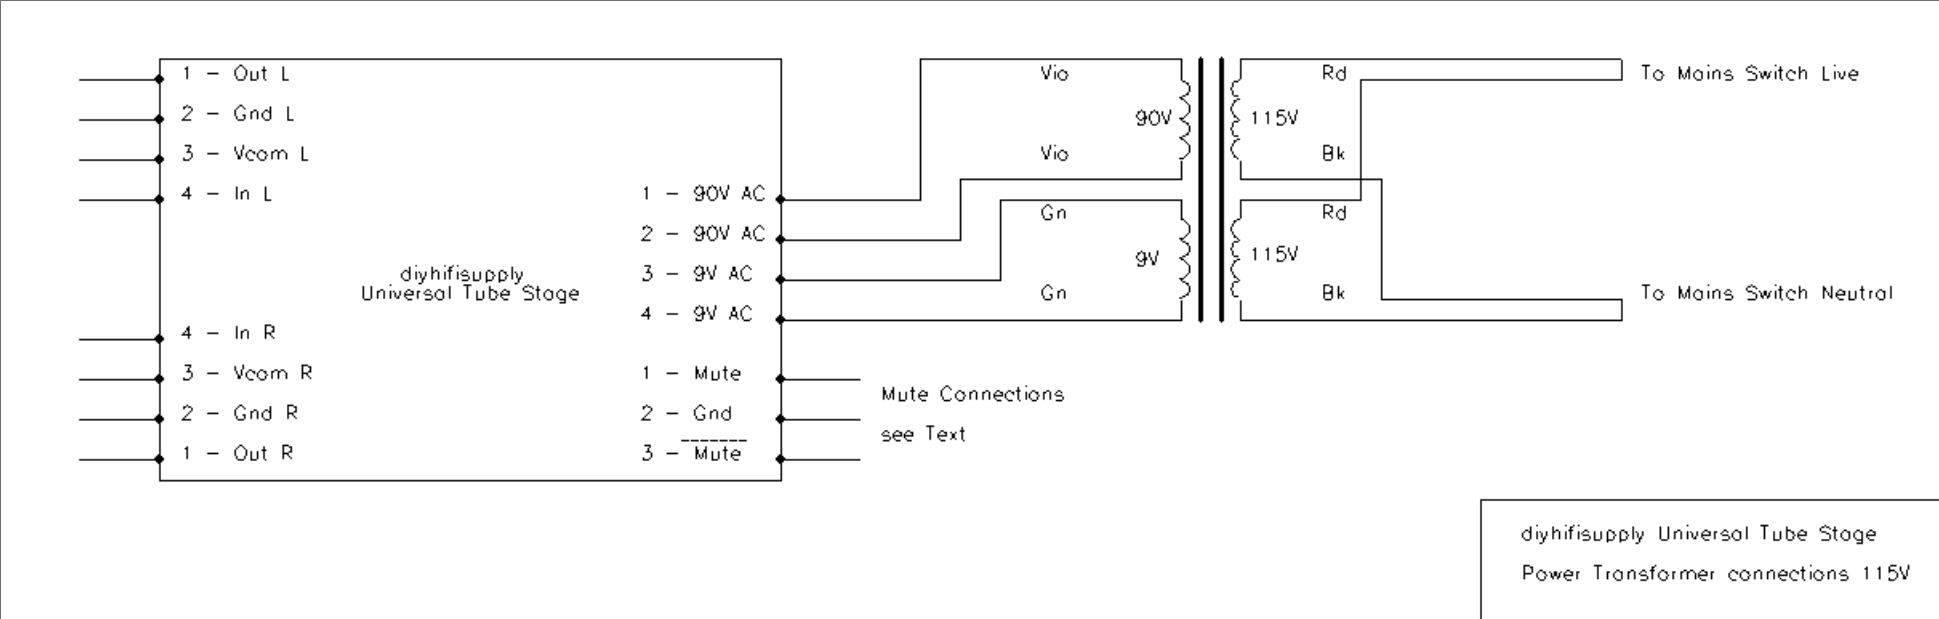 1 - Out L
2 - Gnd L
3 - Vcom L
4 - In L
diyhifisupply
Universal Tube Stage
4 - In R
3 - Vcom R
2 - Gnd R
1 - Out R
1 - 90V AC
2 - 90V AC
3 - 9V AC
4 - 9V AC
1 - Mute
2 - Gnd
3 - Mute
Mute Connections
see Text
Vio
90V
Vio
Gn
9V
Gn
Rd
115V
Bk
Rd
115V
Bk
To Mains Switch Live
To Mains Switch Neutral
diyhifisupply Universal Tube Stage
Power Transformer connections 115V